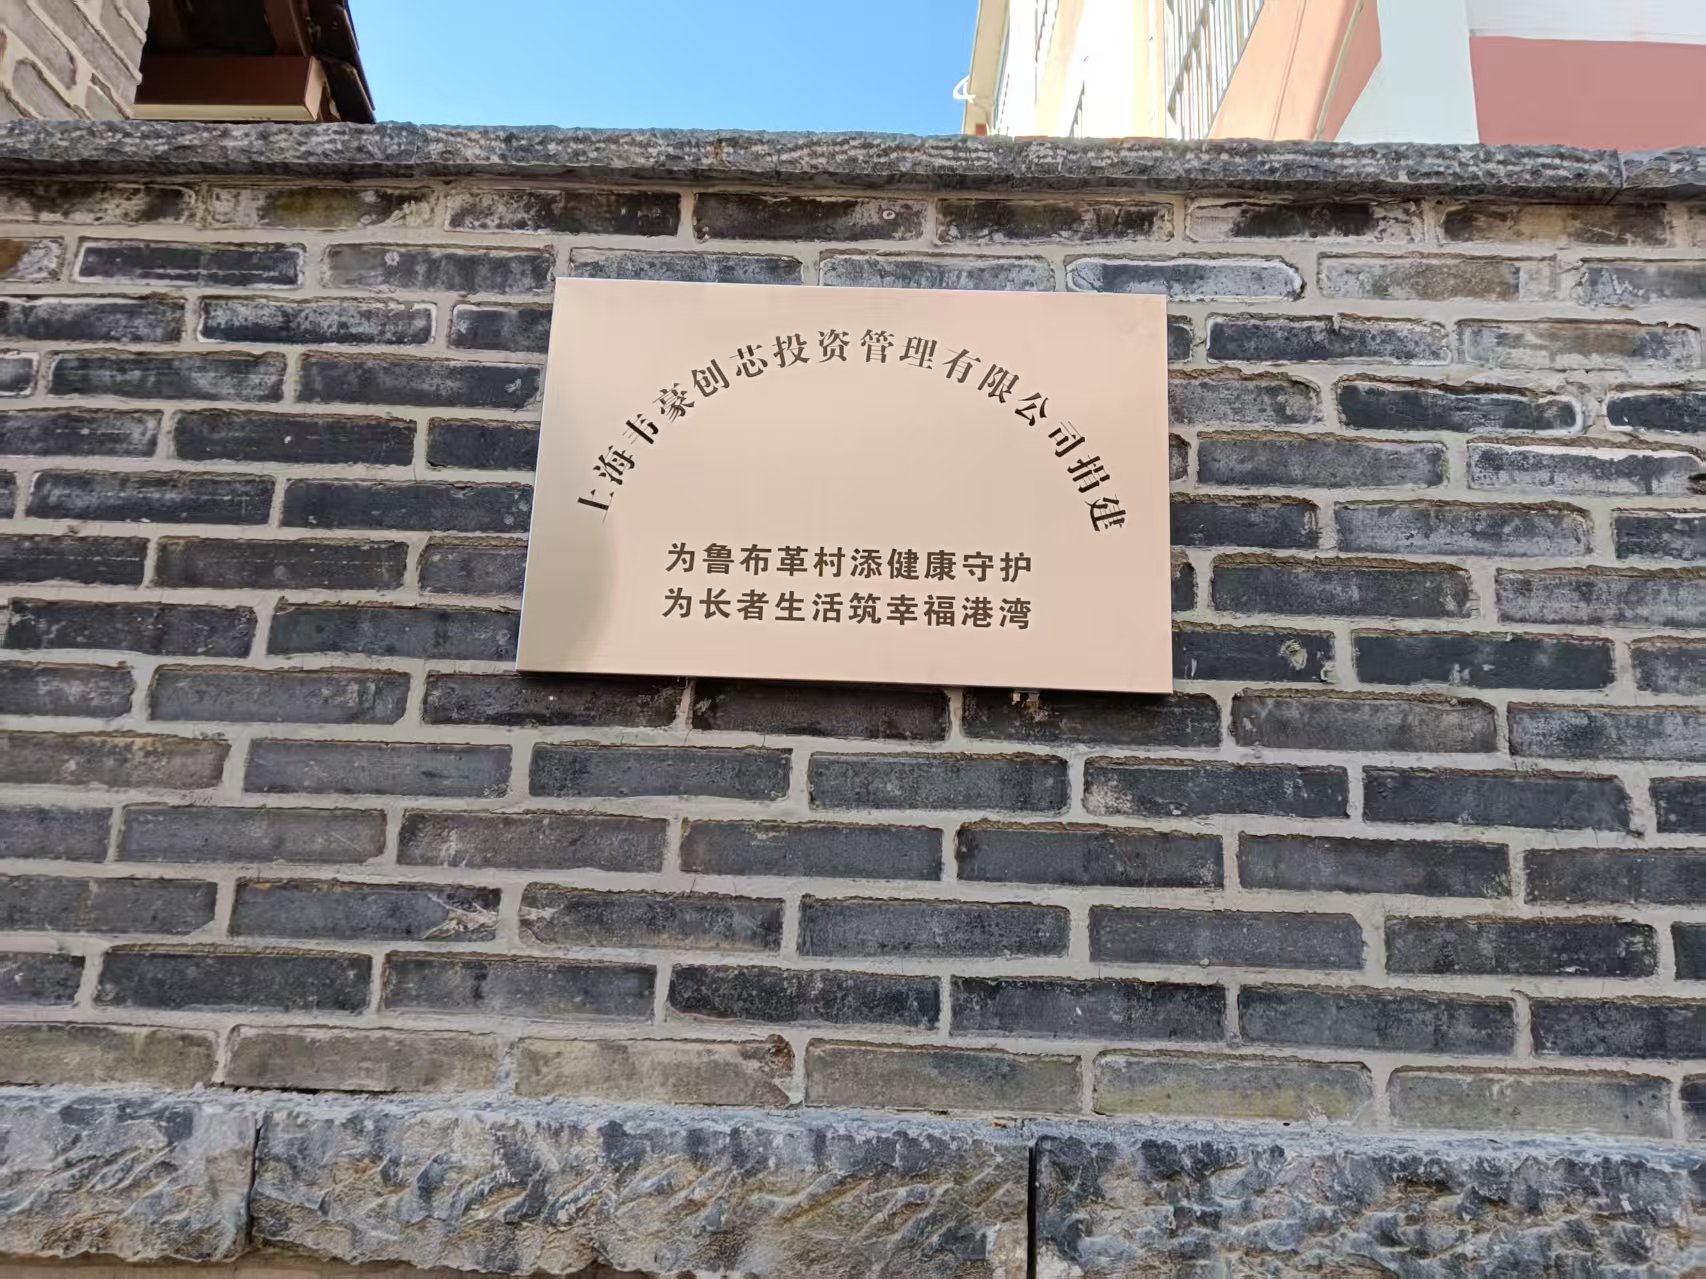 上海韦豪创芯投资管理有限公司捐建
为鲁布革村添健康守护
为长者生活筑幸福港湾